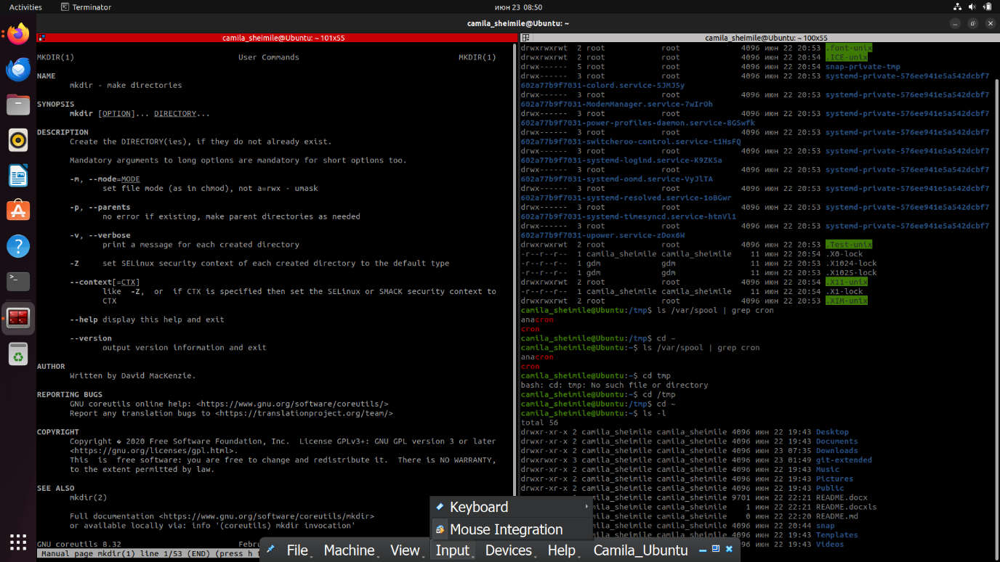 Activities
Terminator
июн 23 08:50
camila_sheimile@Ubuntu: ~
camila_sheimile@Ubuntu: ~ 101x55
MKDIR(1) User Commands MKDIR(1)
NAME
mkdir - make directories
SYNOPSIS
mkdir [OPTION]... DIRECTORY...
DESCRIPTION
Create the DIRECTORY(ies), if they do not already exist.
Mandatory arguments to long options are mandatory for short options too.
-m, --mode=MODE
set file mode (as in chmod), not a=rwx - umask
-p, --parents
no error if existing, make parent directories as needed
-v, --verbose
print a message for each created directory
-Z set SELinux security context of each created directory to the default type
--context[=CTX]
like -Z, or if CTX is specified then set the SELinux or SMACK security context to
CTX
--help display this help and exit
--version
output version information and exit
AUTHOR
Written by David MacKenzie.
REPORTING BUGS
GNU coreutils online help: <https://www.gnu.org/software/coreutils/>
Report any translation bugs to <https://translationproject.org/team/>
COPYRIGHT
Copyright � 2020 Free Software Foundation, Inc. License GPLv3+: GNU GPL version 3 or later
<https://gnu.org/licenses/gpl.html>.
This is free software: you are free to change and redistribute it. There is NO WARRANTY,
to the extent permitted by law.
SEE ALSO
mkdir(2)
Full documentation <https://www.gnu.org/software/coreutils/mkdir>
or available locally via: info '(coreutils) mkdir invocation'
GNU coreutils 8.32 Febru
Manual page mkdir(1) line 1/53 (END) (press h t
camila_sheimile@Ubuntu: ~ 100x55
drwxrwxrwt 2 root root 4096 июн 22 20:53 .font-unix
drwxrwxrwt 2 root root 4096 июн 22 20:54 .ICE-unix
drwx------ 5 root root 4096 июн 22 20:54 snap-private-tmp
drwx------ 3 root root 4096 июн 22 20:53 systemd-private-576ee941e5a542dcbf7
602a77b9f7031-colord.service-5JMJ5y
drwx------ 3 root root 4096 июн 22 20:53 systemd-private-576ee941e5a542dcbf7
602a77b9f7031-ModemManager.service-7wIrOh
drwx------ 3 root root 4096 июн 22 20:53 systemd-private-576ee941e5a542dcbf7
602a77b9f7031-power-profiles-daemon.service-8GSwfk
drwx------ 3 root root 4096 июн 22 20:53 systemd-private-576ee941e5a542dcbf7
602a77b9f7031-switcheroo-control.service-t1HsFQ
drwx------ 3 root root 4096 июн 22 20:53 systemd-private-576ee941e5a542dcbf7
602a77b9f7031-systemd-logind.service-K9ZK5a
drwx------ 3 root root 4096 июн 22 20:53 systemd-private-576ee941e5a542dcbf7
602a77b9f7031-systemd-oomd.service-VyJlTA
drwx------ 3 root root 4096 июн 22 20:53 systemd-private-576ee941e5a542dcbf7
602a77b9f7031-systemd-resolved.service-1oBGwr
drwx------ 3 root root 4096 июн 22 20:53 systemd-private-576ee941e5a542dcbf7
602a77b9f7031-systemd-timesyncd.service-htnVl1
drwx------ 3 root root 4096 июн 22 20:53 systemd-private-576ee941e5a542dcbf7
602a77b9f7031-upower.service-zDox6W
drwxrwxrwt 2 root root 4096 июн 22 20:53 .Test-unix
-r--r--r-- 1 camila_sheimile camila_sheimile 11 июн 22 20:54 .X0-lock
-r--r--r-- 1 gdm gdm 11 июн 22 20:53 .X1024-lock
-r--r--r-- 1 gdm gdm 11 июн 22 20:53 .X1025-lock
drwxrwxrwt 2 root root 4096 июн 22 20:54 .X11-unix
-r--r--r-- 1 camila_sheimile camila_sheimile 11 июн 22 20:54 .X1-lock
drwxrwxrwt 2 root root 4096 июн 22 20:53 .XIM-unix
camila_sheimile@Ubuntu:/tmp$ ls /var/spool | grep cron
anacron
cron
camila_sheimile@Ubuntu:/tmp$ cd ~
camila_sheimile@Ubuntu:~$ ls /var/spool | grep cron
anacron
cron
camila_sheimile@Ubuntu:~$ cd tmp
bash: cd: tmp: No such file or directory
camila_sheimile@Ubuntu:~$ cd /tmp
camila_sheimile@Ubuntu:/tmp$ cd ~
camila_sheimile@Ubuntu:~$ ls -l
total 56
drwxr-xr-x 2 camila_sheimile camila_sheimile 4096 июн 22 19:43 Desktop
drwxr-xr-x 2 camila_sheimile camila_sheimile 4096 июн 22 19:43 Documents
drwxr-xr-x 2 camila_sheimile camila_sheimile 4096 июн 23 07:35 Downloads
drwxrwxr-x 3 camila_sheimile camila_sheimile 4096 июн 23 01:49 git-extended
drwxr-xr-x 2 camila_sheimile camila_sheimile 4096 июн 22 19:43 Music
drwxr-xr-x 2 camila_sheimile camila_sheimile 4096 июн 22 19:43 Pictures
drwxr-xr-x 2 camila_sheimile camila_sheimile 4096 июн 22 19:43 Public
camila_sheimile 9701 июн 22 22:21 README.docx
camila_sheimile 1 июн 22 22:21 README.docxls
camila_sheimile 0 июн 22 22:20 README.md
camila_sheimile 4096 июн 22 20:44 snap
camila_sheimile 4096 июн 22 19:43 Templates
camila_sheimile 4096 июн 22 19:43 Videos
Keyboard
Mouse Integration
File Machine View Input Devices Help Camila_Ubuntu